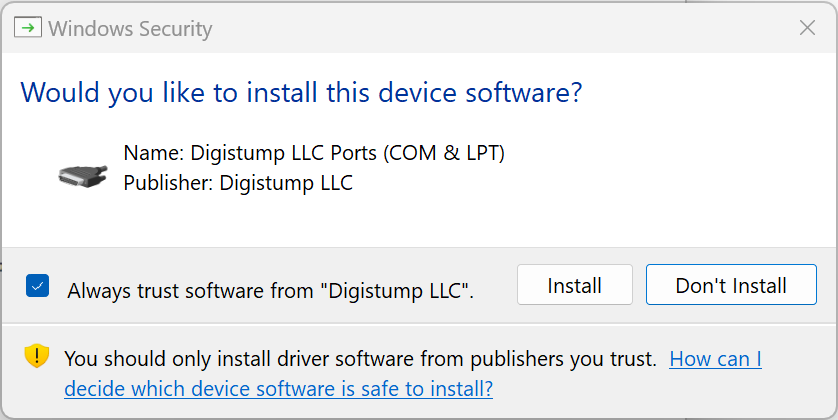 Windows Security
Would you like to install this device software?
Name: Digistump LLC Ports (COM & LPT)
Publisher: Digistump LLC
Always trust software from "Digistump LLC".
Install
Don't Install
You should only install driver software from publishers you trust. How can I
decide which device software is safe to install?